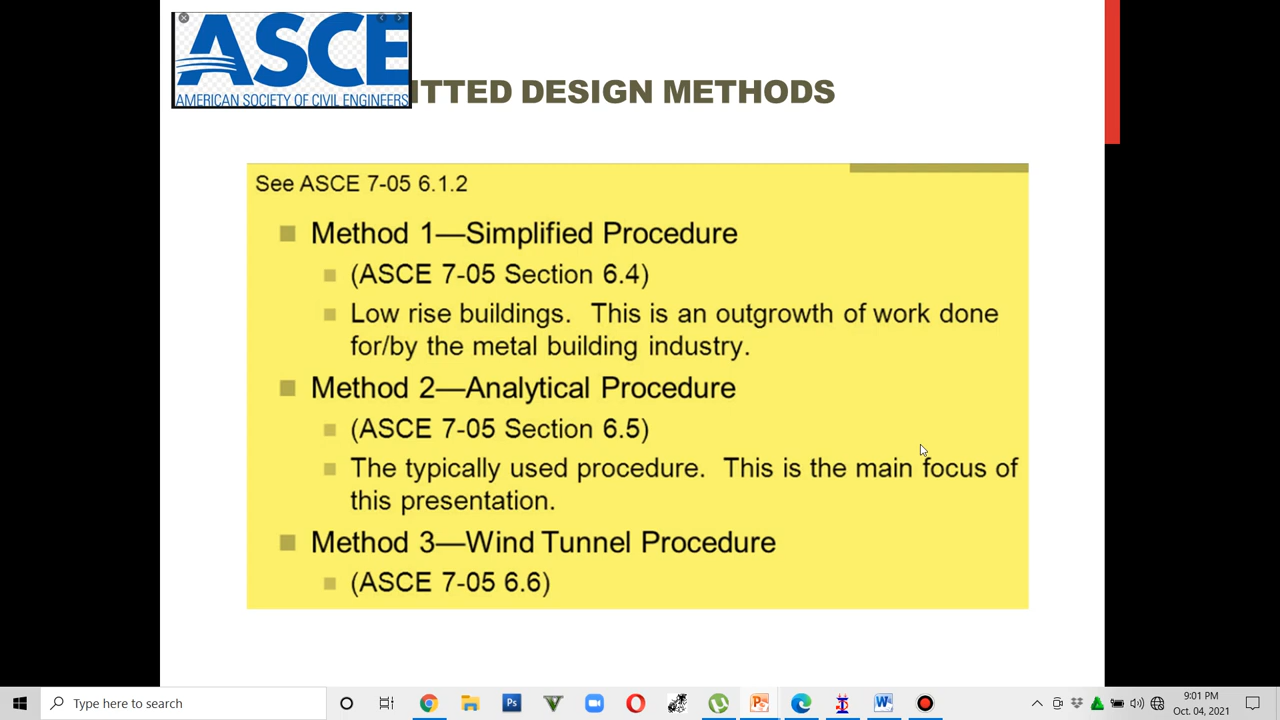 ASCE
AMERICAN SOCIETY OF CIVIL ENGINEERS
DESIGN METHODS
See ASCE 7-05 6.1.2
Method 1—Simplified Procedure
(ASCE 7-05 Section 6.4)
Low rise buildings. This is an outgrowth of work done
for/by the metal building industry.
Method 2—Analytical Procedure
(ASCE 7-05 Section 6.5)
The typically used procedure. This is the main focus of
this presentation.
Method 3—Wind Tunnel Procedure
(ASCE 7-05 6.6)
Type here to search
9:01 PM
Oct. 04, 2021